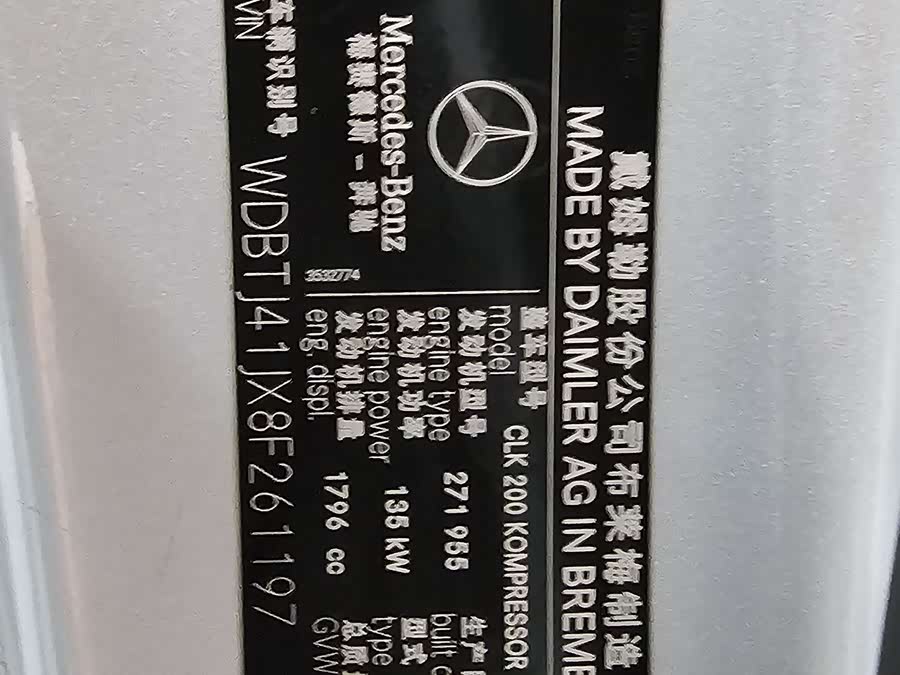 戴姆勒股份公司布莱梅制造
MADE BY DAIMLER AG IN BREME
Mercedes-Benz
梅赛德斯-奔驰
3532774
整车型号
model CLK 200 KOMPRESSOR
发动机型号
engine type 271 955
发动机功率
engine power 135 kW
发动机排量
eng. displ. 1796 cc
生产
built
型式
type
总质
GVW
车辆识别号
VIN WDBTJ41JX8F261197